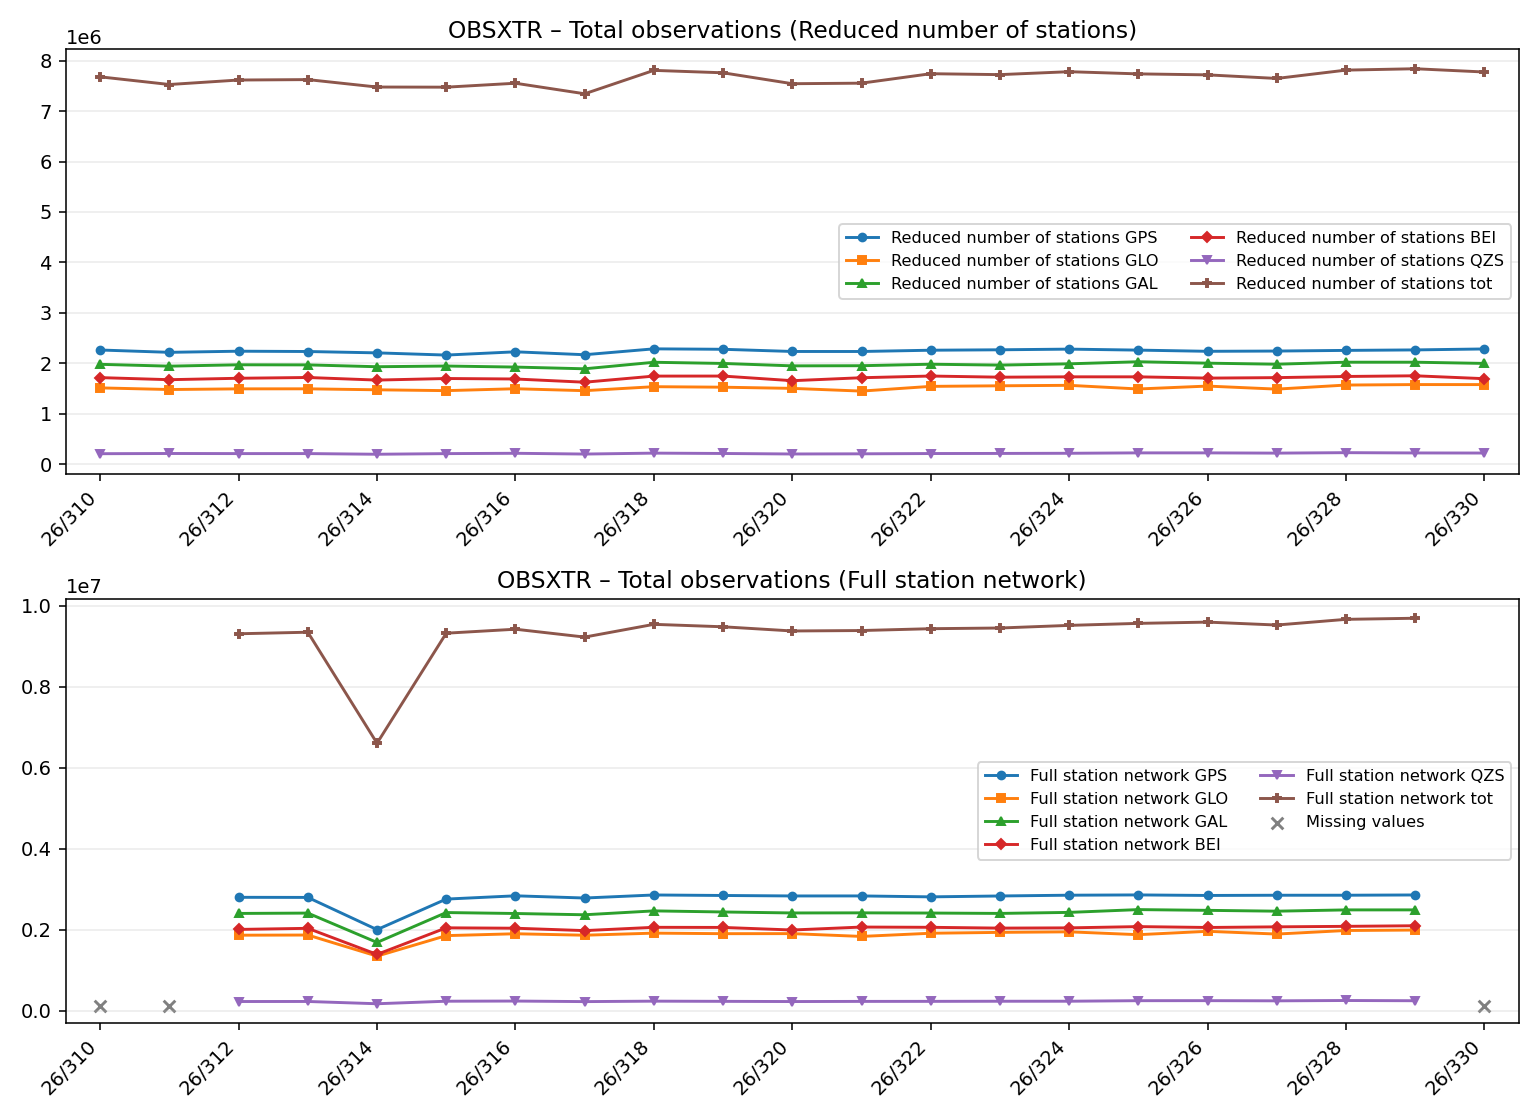 OBSXTR – Total observations (Reduced number of stations)
1e6
8
7
6
5
4
3
2
1
0
Reduced number of stations GPS
Reduced number of stations GLO
Reduced number of stations GAL
Reduced number of stations BEI
Reduced number of stations QZS
Reduced number of stations tot
26/310 26/312 26/314 26/316 26/318 26/320 26/322 26/324 26/326 26/328 26/330
OBSXTR – Total observations (Full station network)
1e7
1.0
0.8
0.6
0.4
0.2
0.0
Full station network GPS
Full station network GLO
Full station network GAL
Full station network BEI
Full station network QZS
Full station network tot
Missing values
26/310 26/312 26/314 26/316 26/318 26/320 26/322 26/324 26/326 26/328 26/330